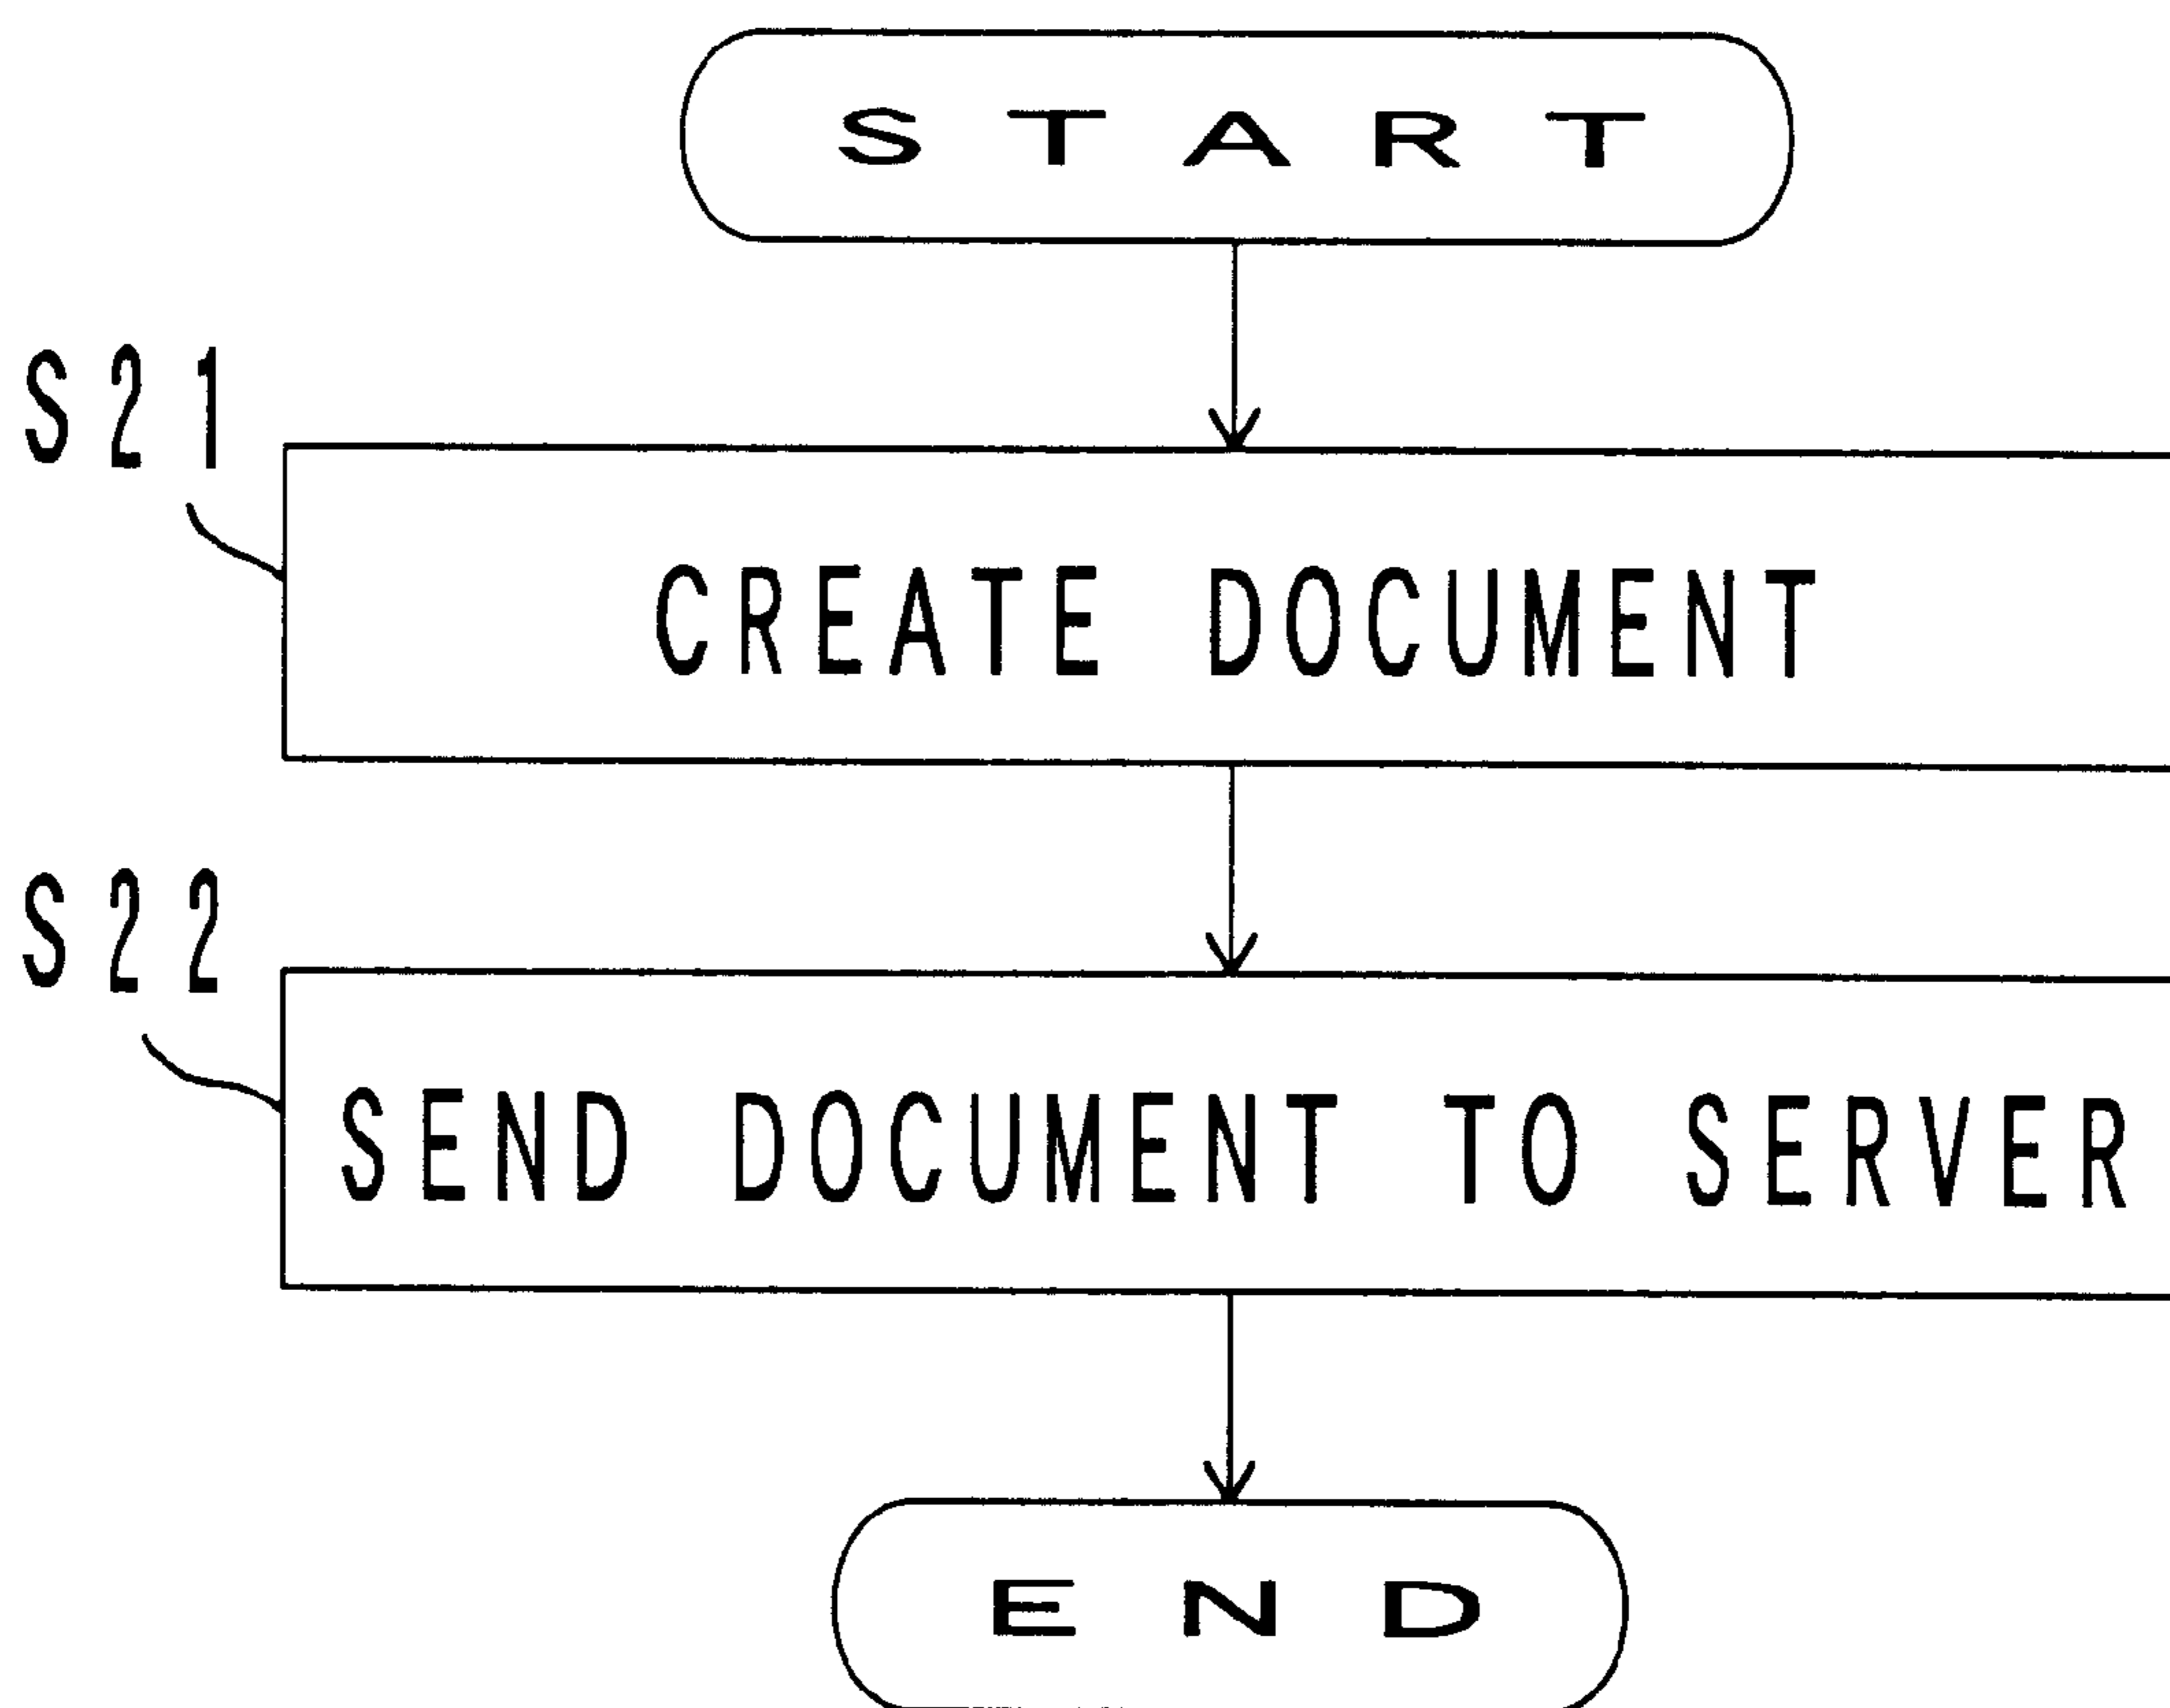 START
S21
CREATE DOCUMENT
S22
SEND DOCUMENT TO SERVER
END